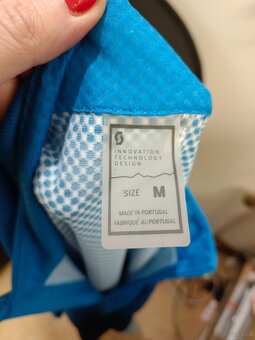 INNOVATION
TECHNOLOGY
DESIGN
SIZE M
MADE IN PORTUGAL
FABRIQUÉ AU PORTUGAL